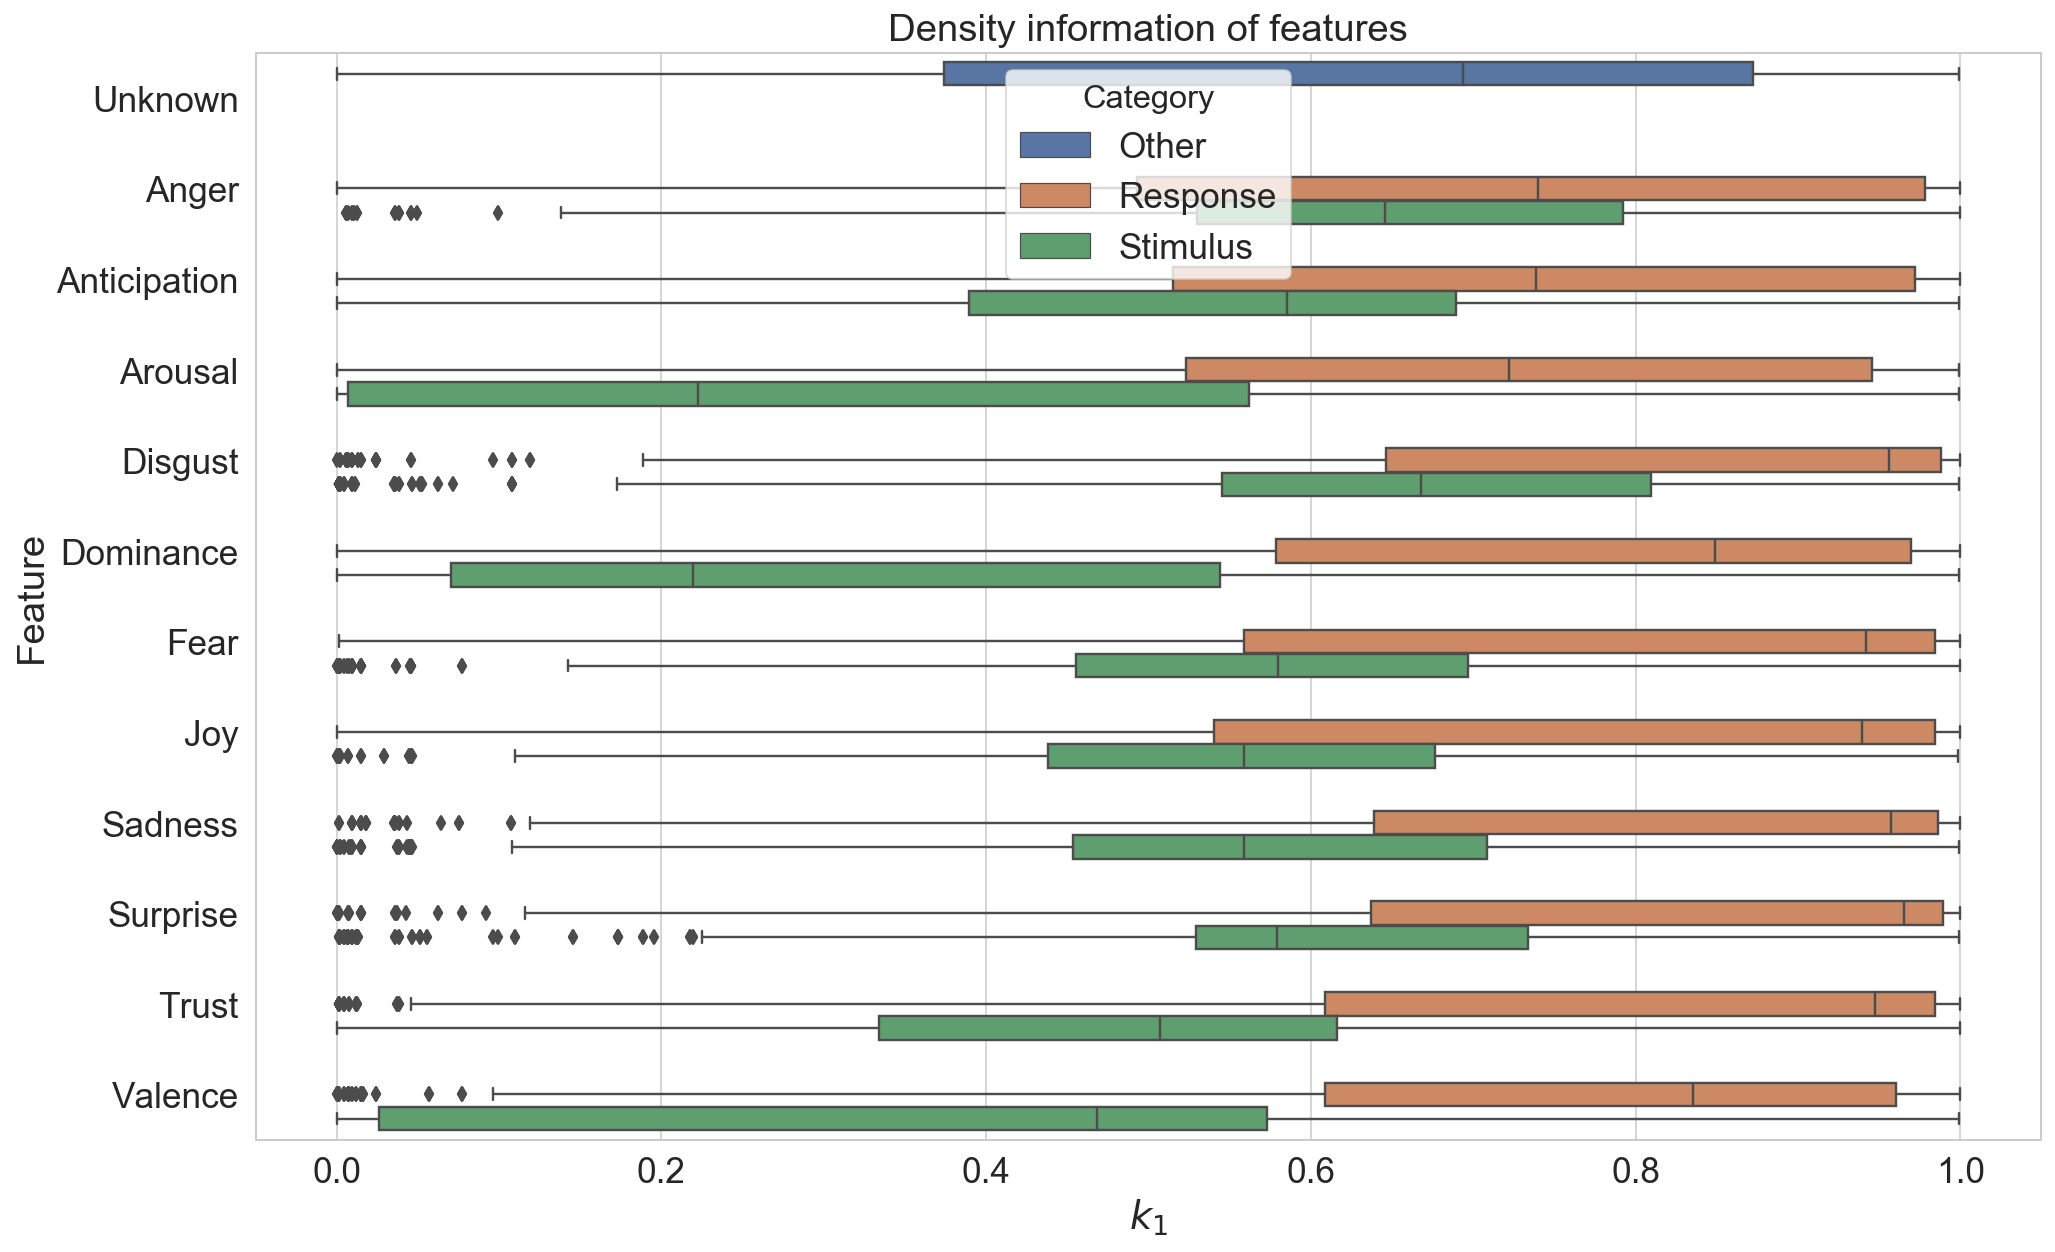 Density information of features
Category
Other
Response
Stimulus
Feature
Unknown
Anger
Anticipation
Arousal
Disgust
Dominance
Fear
Joy
Sadness
Surprise
Trust
Valence
0.0 0.2 0.4 0.6 0.8 1.0
k₁